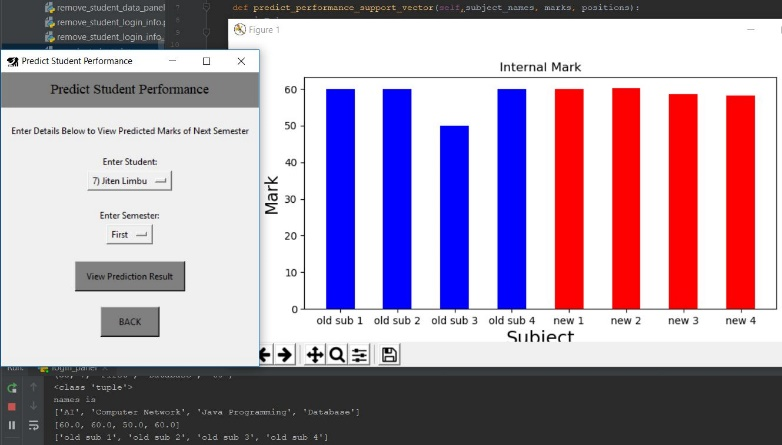 remove_student_data_panel
def predict_performance_support_vector(self, subject_names, marks, positions):
remove_student_login_info.p
remove_student_login_info_
Figure 1
Predict Student Performance
Predict Student Performance
Enter Details Below to View Predicted Marks of Next Semester
Enter Student:
7) Jiten Limbu
Enter Semester:
First
View Prediction Result
BACK
Internal Mark
Mark
60
50
40
30
20
10
0
old sub 1 old sub 2 old sub 3 old sub 4 new 1 new 2 new 3 new 4
Subject
Run:
login_panel
<class 'tuple'>
names is
['AI', 'Computer Network', 'Java Programming', 'Database']
[60.0, 60.0, 50.0, 60.0]
['old sub 1', 'old sub 2', 'old sub 3', 'old sub 4']